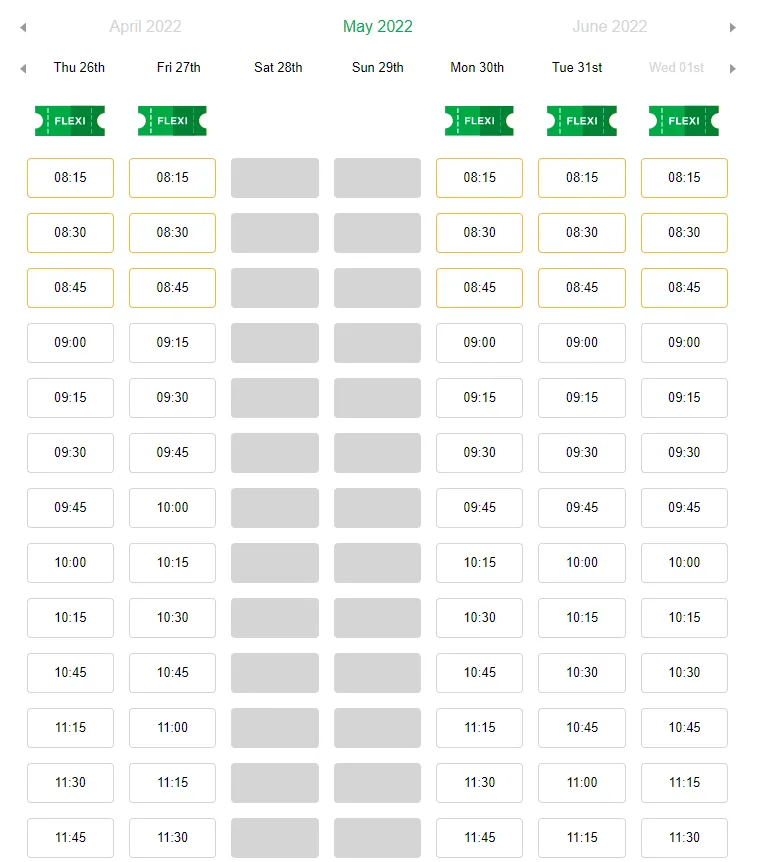 April 2022 May 2022 June 2022
Thu 26th Fri 27th Sat 28th Sun 29th Mon 30th Tue 31st Wed 01st
FLEXI FLEXI FLEXI FLEXI FLEXI
08:15 08:15 08:15 08:15 08:15
08:30 08:30 08:30 08:30 08:30
08:45 08:45 08:45 08:45 08:45
09:00 09:15 09:00 09:00 09:00
09:15 09:30 09:15 09:15 09:15
09:30 09:45 09:30 09:30 09:30
09:45 10:00 09:45 09:45 09:45
10:00 10:15 10:15 10:00 10:00
10:15 10:30 10:30 10:15 10:15
10:45 10:45 10:45 10:30 10:30
11:15 11:00 11:15 10:45 10:45
11:30 11:15 11:30 11:00 11:15
11:45 11:30 11:45 11:15 11:30